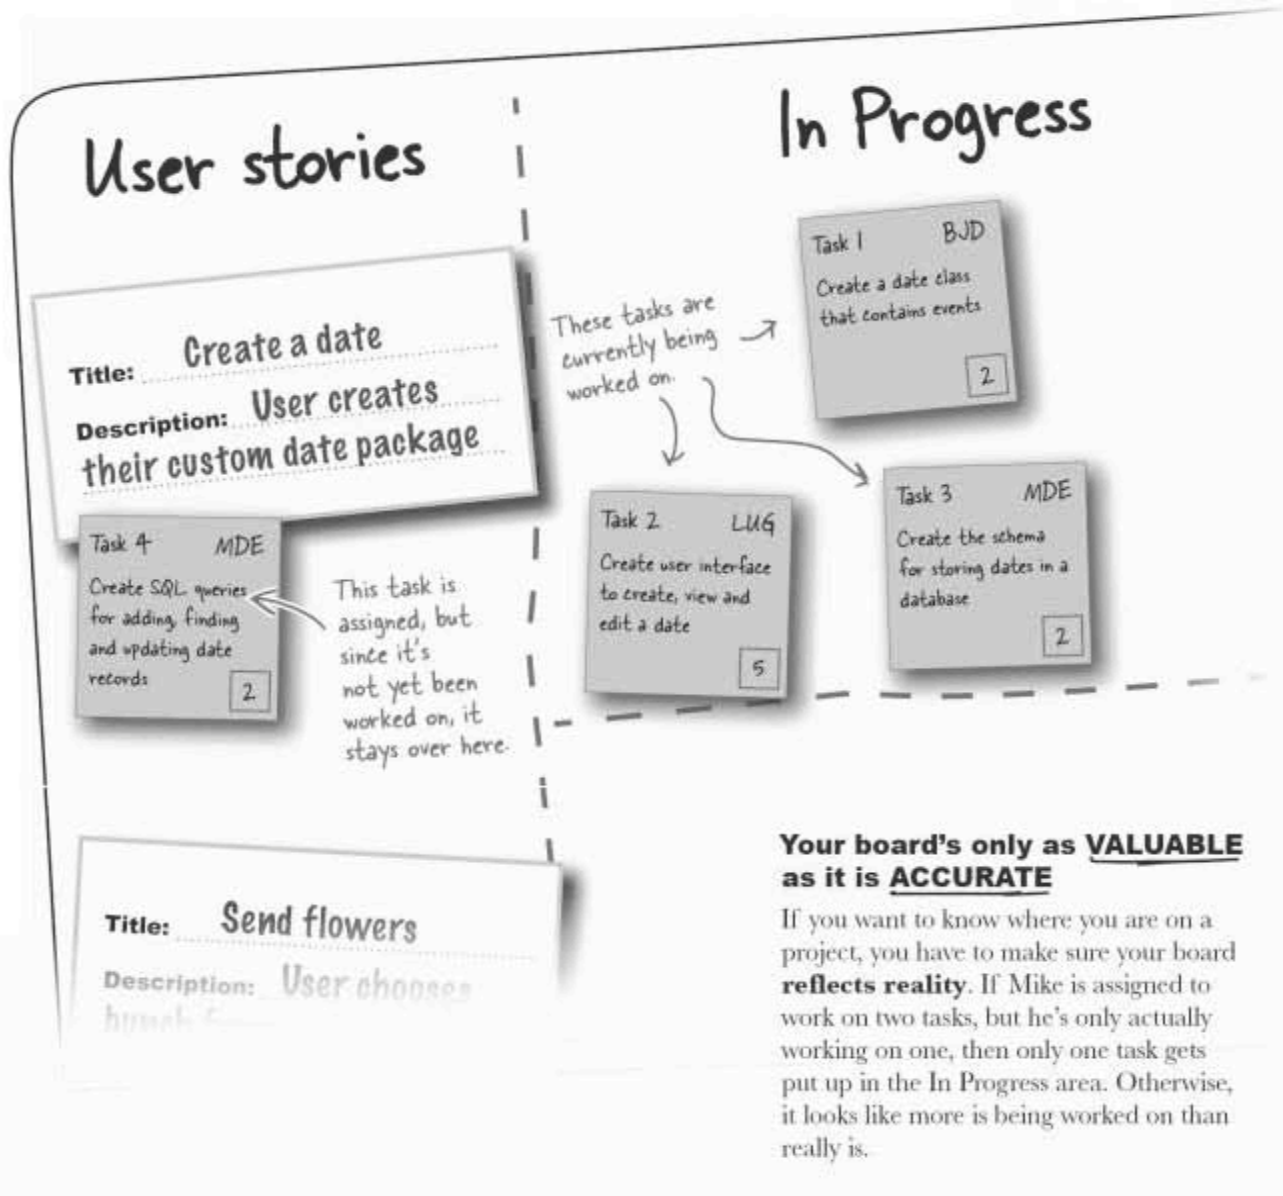 User stories
In Progress
Title: Create a date
Description: User creates
their custom date package
Task 4 MDE
Create SQL queries
for adding, finding
and updating date
records
2
This task is
assigned, but
since it's
not yet been
worked on, it
stays over here.
These tasks are
currently being
worked on.
Task 1 BJD
Create a date class
that contains events
2
Task 2 LUG
Create user interface
to create, view and
edit a date
5
Task 3 MDE
Create the schema
for storing dates in a
database
2
Title: Send flowers
Description: User chooses
Your board's only as VALUABLE
as it is ACCURATE
If you want to know where you are on a
project, you have to make sure your board
reflects reality. If Mike is assigned to
work on two tasks, but he's only actually
working on one, then only one task gets
put up in the In Progress area. Otherwise,
it looks like more is being worked on than
really is.